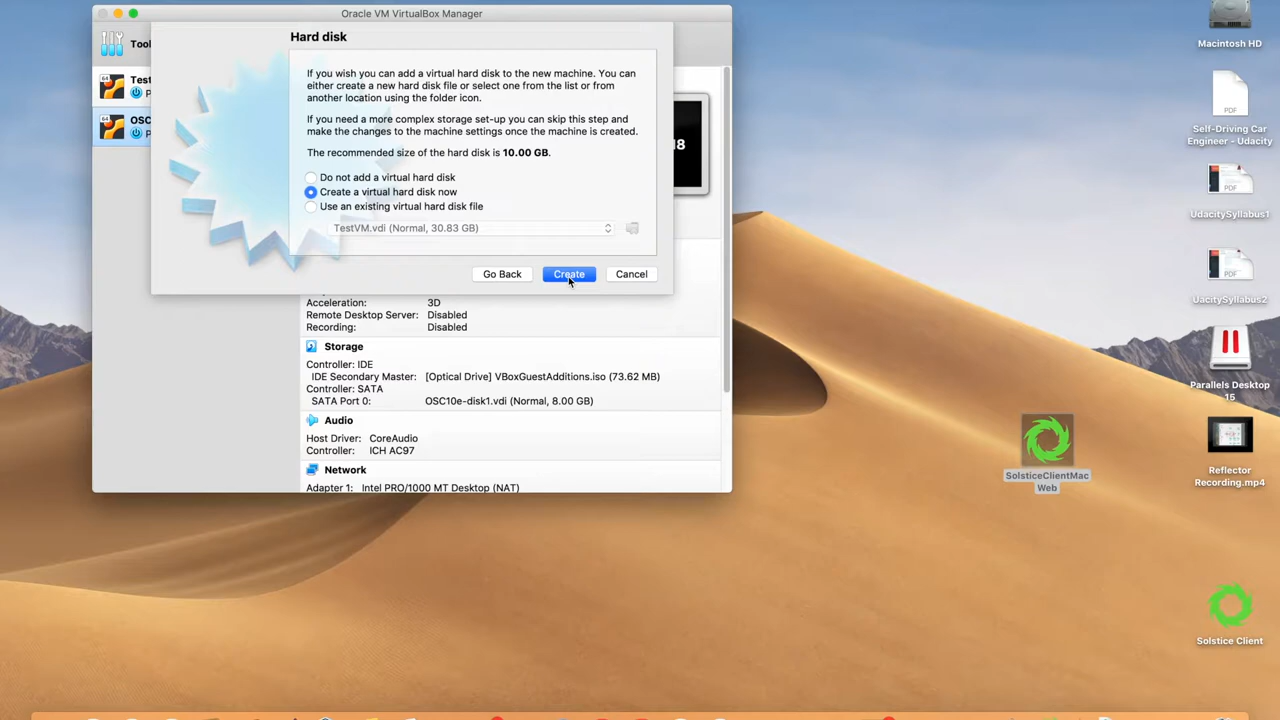 Oracle VM VirtualBox Manager
Tool
Hard disk
If you wish you can add a virtual hard disk to the new machine. You can
either create a new hard disk file or select one from the list or from
another location using the folder icon.
If you need a more complex storage set-up you can skip this step and
make the changes to the machine settings once the machine is created.
The recommended size of the hard disk is 10.00 GB.
Do not add a virtual hard disk
Create a virtual hard disk now
Use an existing virtual hard disk file
TestVM.vdi (Normal, 30.83 GB)
Go Back
Create
Cancel
64
Test
P
64
OSC
P
18
Acceleration: 3D
Remote Desktop Server: Disabled
Recording: Disabled
Storage
Controller: IDE
IDE Secondary Master: [Optical Drive] VBoxGuestAdditions.iso (73.62 MB)
Controller: SATA
SATA Port 0: OSC10e-disk1.vdi (Normal, 8.00 GB)
Audio
Host Driver: CoreAudio
Controller: ICH AC97
Network
Adapter 1: Intel PRO/1000 MT Desktop (NAT)
SolsticeClientMac
Web
Macintosh HD
PDF
Self-Driving Car
Engineer - Udacity
UdacitySyllabus1
PDF
UacitySyllabus2
Parallels Desktop
15
Reflector
Recording.mp4
Solstice Client